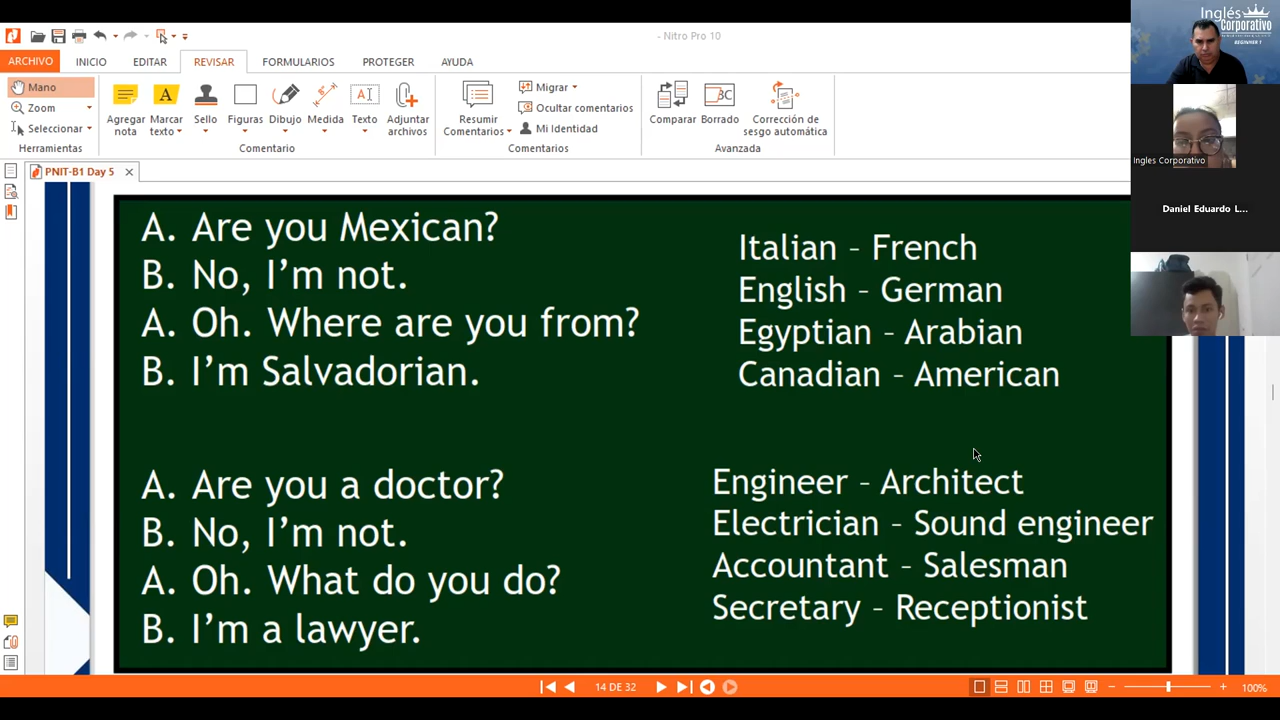 - Nitro Pro 10
ARCHIVO INICIO EDITAR REVISAR FORMULARIOS PROTEGER AYUDA
Mano
Zoom
Seleccionar
Herramientas
Agregar nota
Marcar texto
Sello
Figuras
Dibujo
Medida
Texto
Adjuntar archivos
Comentario
Resumir Comentarios
Migrar
Ocultar comentarios
Mi Identidad
Comentarios
Comparar
Borrado
Corrección de sesgo automática
Avanzada
PNIT-B1 Day 5
A. Are you Mexican?
B. No, I'm not.
A. Oh. Where are you from?
B. I'm Salvadorian.
Italian – French
English – German
Egyptian – Arabian
Canadian – American
A. Are you a doctor?
B. No, I'm not.
A. Oh. What do you do?
B. I'm a lawyer.
Engineer – Architect
Electrician – Sound engineer
Accountant – Salesman
Secretary – Receptionist
Inglés
Corporativo
BEGINNER 1
Ingles Corporativo
Daniel Eduardo L...
14 DE 32
100%